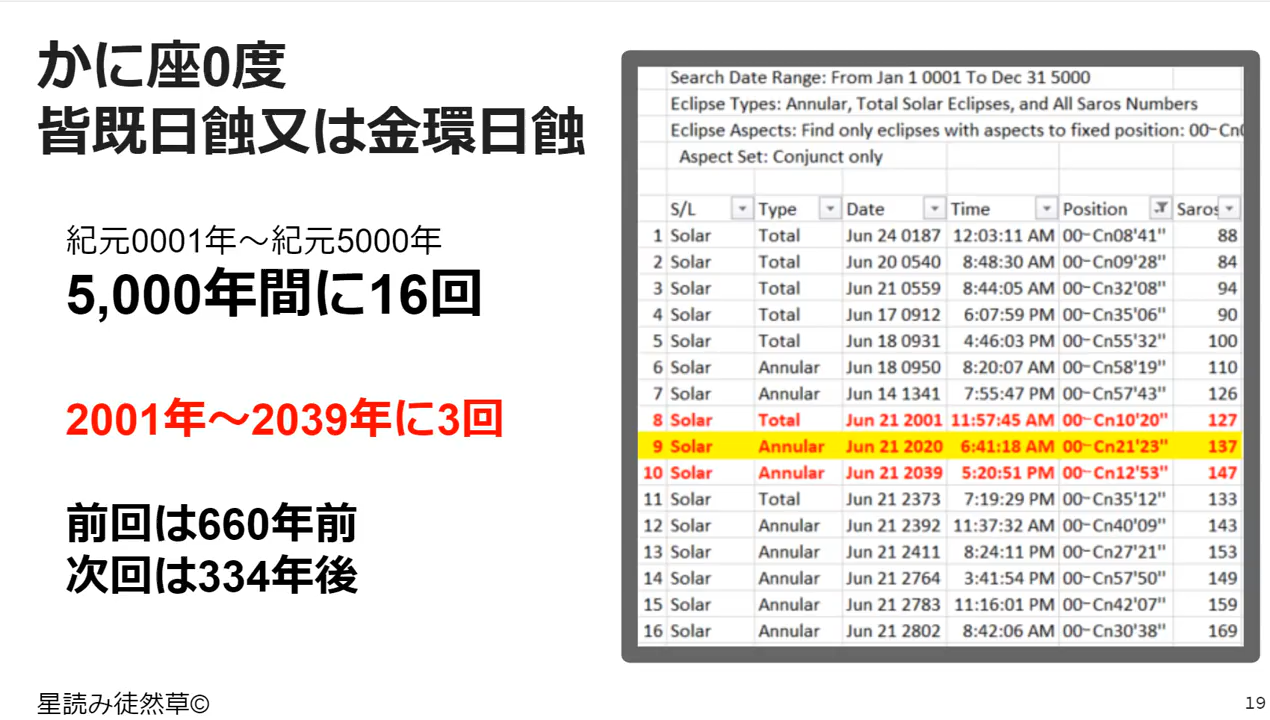 かに座0度
皆既日蝕又は金環日蝕
紀元0001年～紀元5000年
5,000年間に16回
2001年～2039年に3回
前回は660年前
次回は334年後
Search Date Range: From Jan 1 0001 To Dec 31 5000
Eclipse Types: Annular, Total Solar Eclipses, and All Saros Numbers
Eclipse Aspects: Find only eclipses with aspects to fixed position: 00~Cn0
Aspect Set: Conjunct only
S/L Type Date Time Position Saros
1 Solar Total Jun 24 0187 12:03:11 AM 00~Cn08'41" 88
2 Solar Total Jun 20 0540 8:48:30 AM 00~Cn09'28" 84
3 Solar Total Jun 21 0559 8:44:05 AM 00~Cn32'08" 94
4 Solar Total Jun 17 0912 6:07:59 PM 00~Cn35'06" 90
5 Solar Total Jun 18 0931 4:46:03 PM 00~Cn55'32" 100
6 Solar Annular Jun 18 0950 8:20:07 AM 00~Cn58'19" 110
7 Solar Annular Jun 14 1341 7:55:47 PM 00~Cn57'43" 126
8 Solar Total Jun 21 2001 11:57:45 AM 00~Cn10'20" 127
9 Solar Annular Jun 21 2020 6:41:18 AM 00~Cn21'23" 137
10 Solar Annular Jun 21 2039 5:20:51 PM 00~Cn12'53" 147
11 Solar Total Jun 21 2373 7:19:29 PM 00~Cn35'12" 133
12 Solar Annular Jun 21 2392 11:37:32 AM 00~Cn40'09" 143
13 Solar Annular Jun 21 2411 8:24:11 PM 00~Cn27'21" 153
14 Solar Annular Jun 21 2764 3:41:54 PM 00~Cn57'50" 149
15 Solar Annular Jun 21 2783 11:16:01 PM 00~Cn42'07" 159
16 Solar Annular Jun 21 2802 8:42:06 AM 00~Cn30'38" 169
星読み徒然草©
19